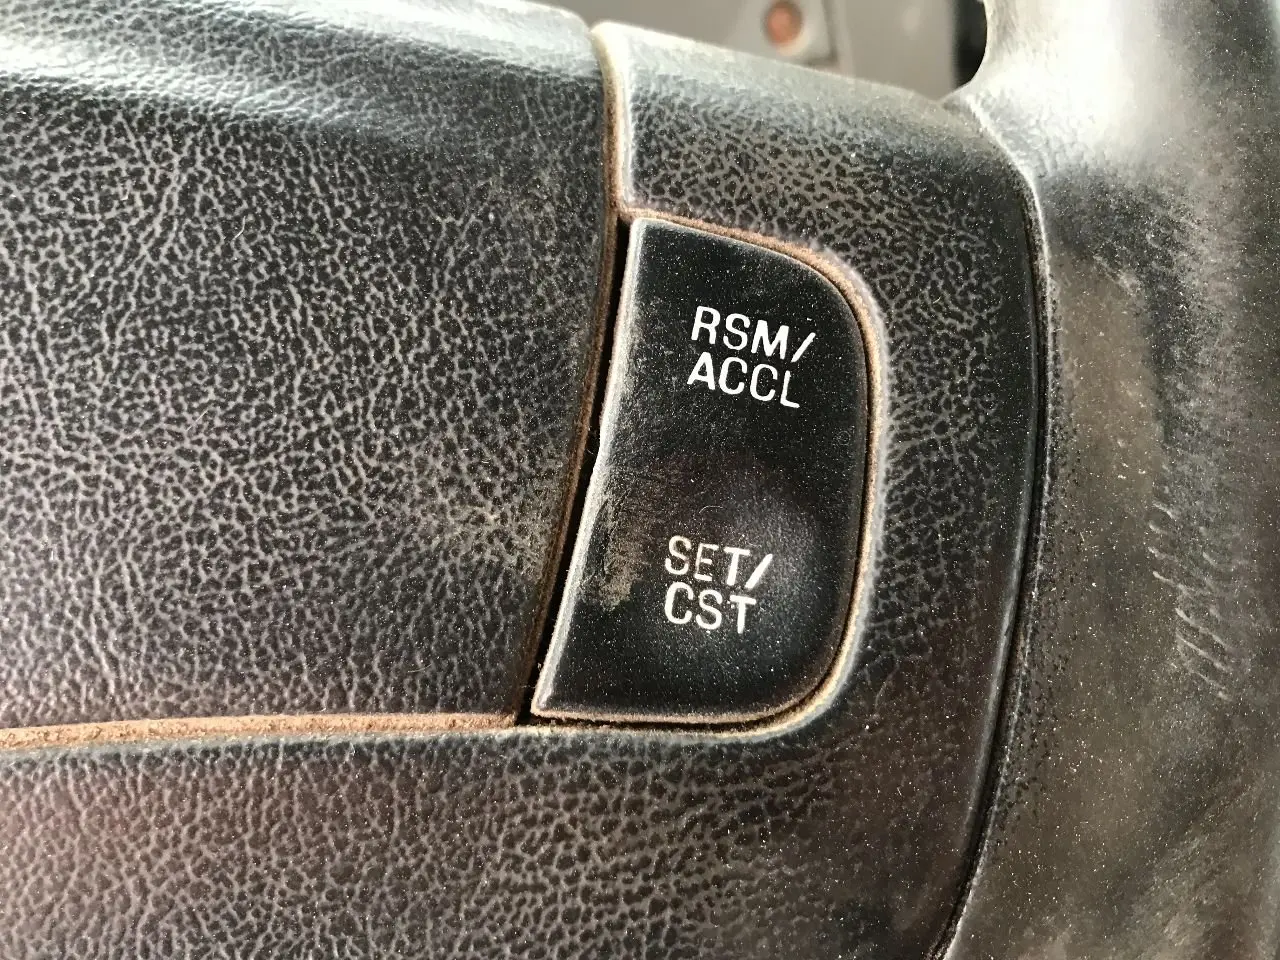 RSM/
ACCL
SET/
CST